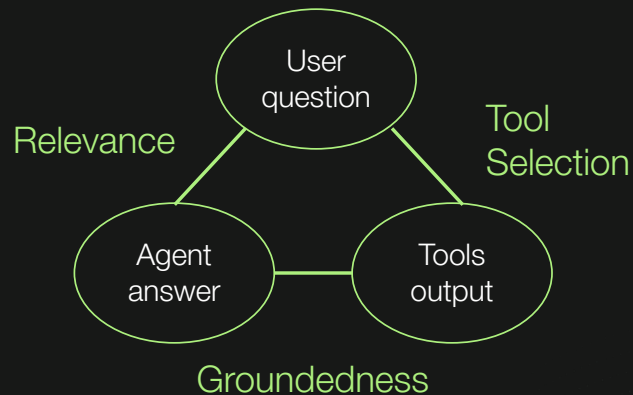 User
question
Relevance
Tool
Selection
Agent
answer
Tools
output
Groundedness